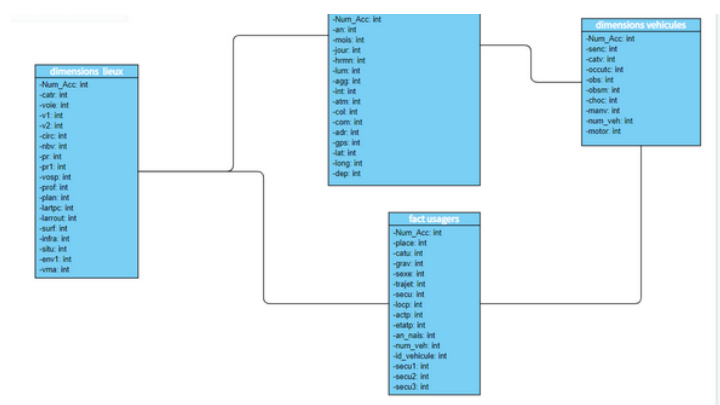 dimensions lieux
-Num_Acc: int
-catr: int
-voie: int
-v1: int
-v2: int
-circ: int
-nbv: int
-pr: int
-pr1: int
-vosp: int
-prof: int
-plan: int
-lartpc: int
-larrout: int
-surf: int
-infra: int
-situ: int
-env1: int
-vma: int
-Num_Acc: int
-an: int
-mois: int
-jour: int
-hrmn: int
-lum: int
-agg: int
-int: int
-atm: int
-col: int
-com: int
-adr: int
-gps: int
-lat: int
-long: int
-dep: int
dimensions vehicules
-Num_Acc: int
-senc: int
-catv: int
-occutc: int
-obs: int
-obsm: int
-choc: int
-manv: int
-num_veh: int
-motor: int
fact usagers
-Num_Acc: int
-place: int
-catu: int
-grav: int
-sexe: int
-trajet: int
-secu: int
-locp: int
-actp: int
-etatp: int
-an_nais: int
-num_veh: int
-id_vehicule: int
-secu1: int
-secu2: int
-secu3: int